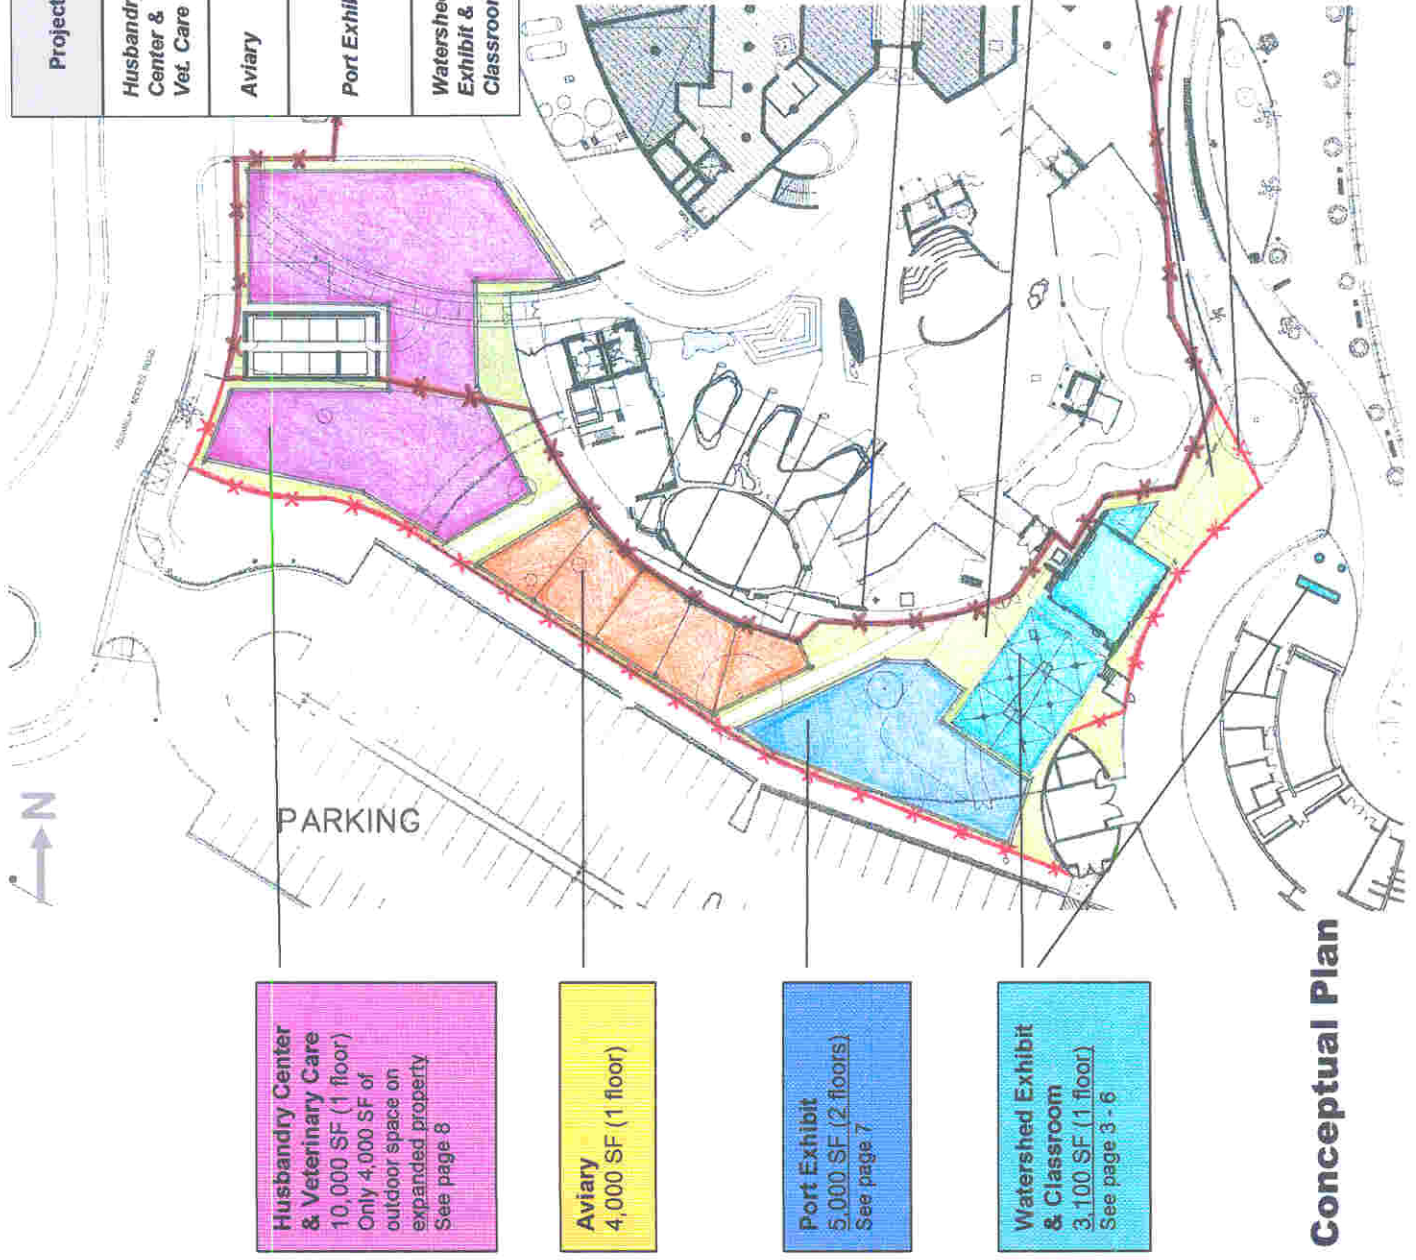 Project
Husbandry
Center &
Vet. Care
Aviary
Port Exhib
Watershed
Exhibit &
Classroom
N
PARKING
Husbandry Center
& Veterinary Care
10,000 SF (1 floor)
Only 4,000 SF of
outdoor space on
expanded property
See page 8
Aviary
4,000 SF (1 floor)
Port Exhibit
5,000 SF (2 floors)
See page 7
Watershed Exhibit
& Classroom
3,100 SF (1 floor)
See page 3 - 6
Conceptual Plan